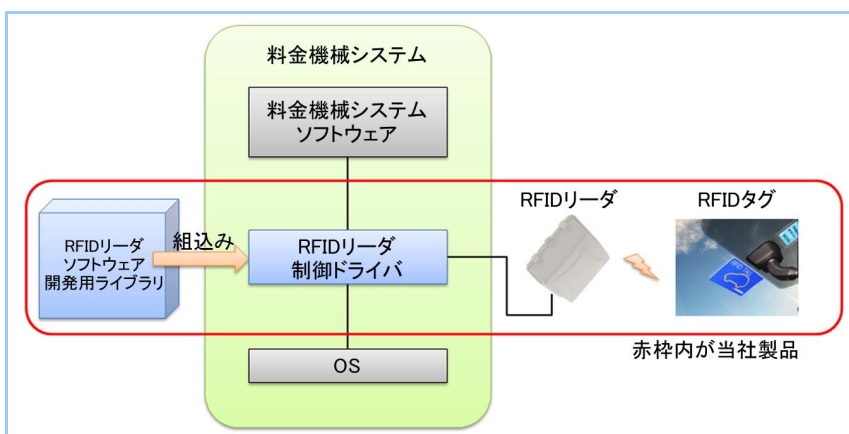 料金機械システム
料金機械システム
ソフトウェア
RFIDリーダ
RFIDタグ
RFIDリーダ
ソフトウェア
開発用ライブラリ
組込み
RFIDリーダ
制御ドライバ
赤枠内が当社製品
OS